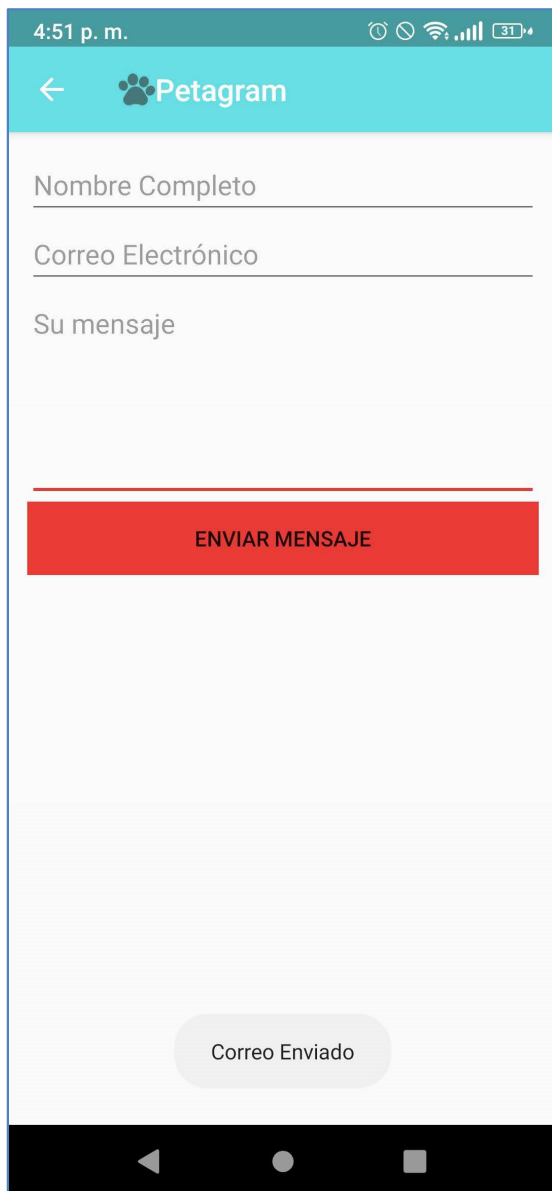 4:51 p. m.
31
Petagram
Nombre Completo
Correo Electrónico
Su mensaje
ENVIAR MENSAJE
Correo Enviado